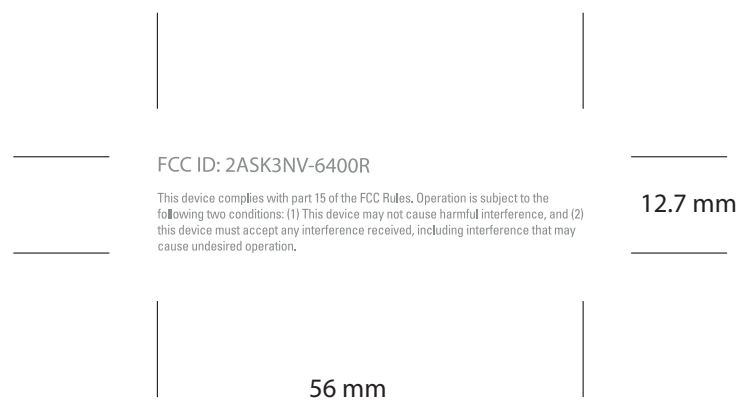 FCC ID: 2ASK3NV-6400R
This device complies with part 15 of the FCC Rules. Operation is subject to the
following two conditions: (1) This device may not cause harmful interference, and (2)
this device must accept any interference received, including interference that may
cause undesired operation.
12.7 mm
56 mm